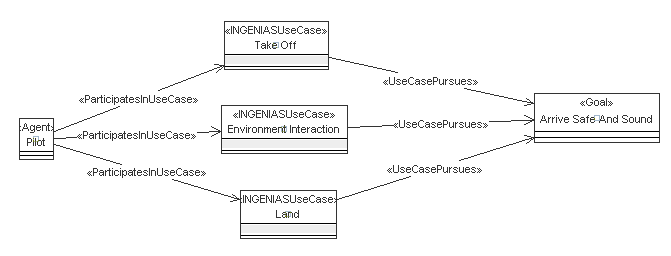 «INGENIASUseCase»
Take Off
«UseCasePursues»
«ParticipatesInUseCase»
«Goal»
Arrive Safe And Sound
«INGENIASUseCase»
Environment Interaction
«UseCasePursues»
«Agent»
Pilot
«ParticipatesInUseCase»
«ParticipatesInUseCase»
«UseCasePursues»
«INGENIASUseCase»
Land